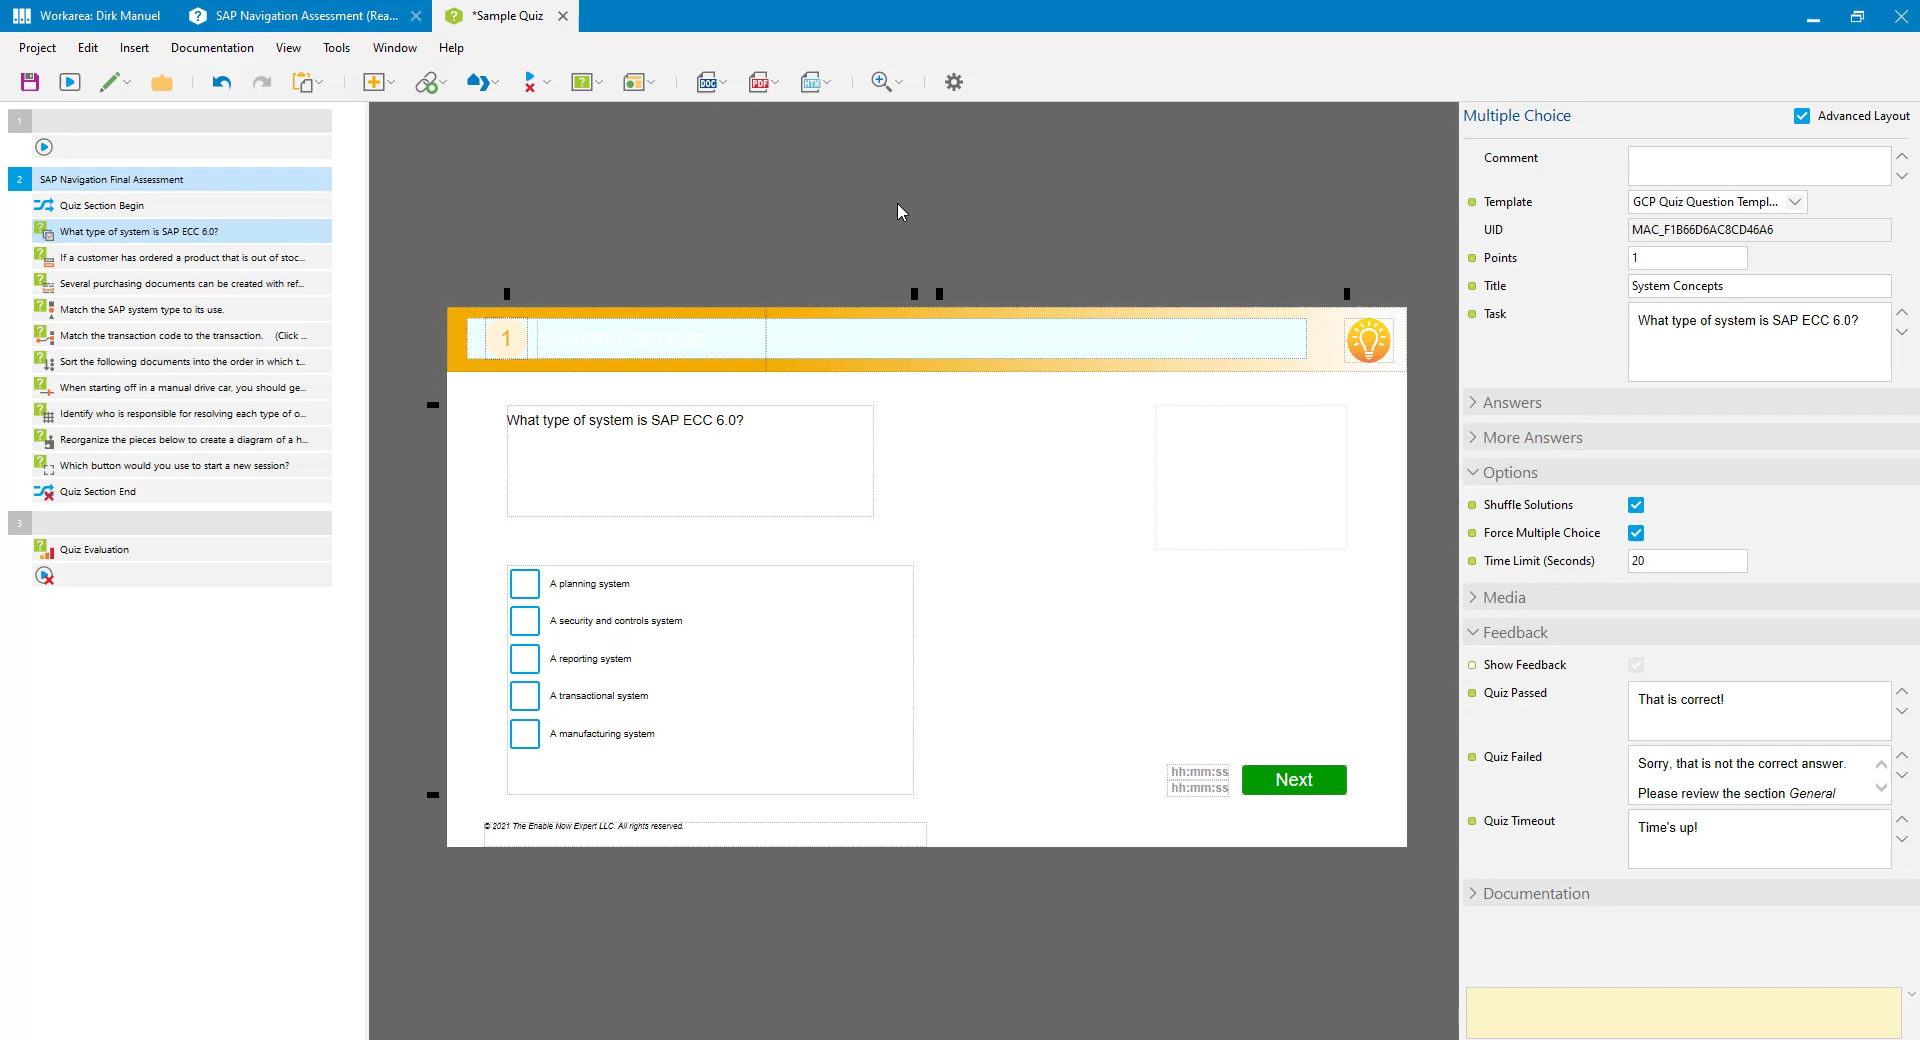 Workarea: Dirk Manuel
SAP Navigation Assessment (Rea...
*Sample Quiz
Project Edit Insert Documentation View Tools Window Help
DOC PDF HTM
1
2 SAP Navigation Final Assessment
Quiz Section Begin
What type of system is SAP ECC 6.0?
If a customer has ordered a product that is out of stoc...
Several purchasing documents can be created with ref...
Match the SAP system type to its use.
Match the transaction code to the transaction. (Click ...
Sort the following documents into the order in which t...
When starting off in a manual drive car, you should ge...
Identify who is responsible for resolving each type of o...
Reorganize the pieces below to create a diagram of a h...
Which button would you use to start a new session?
Quiz Section End
3
Quiz Evaluation
1 System Concepts
What type of system is SAP ECC 6.0?
A planning system
A security and controls system
A reporting system
A transactional system
A manufacturing system
hh:mm:ss
hh:mm:ss
Next
© 2021 The Enable Now Expert LLC. All rights reserved.
Multiple Choice
Advanced Layout
Comment
Template GCP Quiz Question Templ...
UID MAC_F1B66D6AC8CD46A6
Points 1
Title System Concepts
Task What type of system is SAP ECC 6.0?
Answers
More Answers
Options
Shuffle Solutions
Force Multiple Choice
Time Limit (Seconds) 20
Media
Feedback
Show Feedback
Quiz Passed That is correct!
Quiz Failed Sorry, that is not the correct answer.
Please review the section General
Quiz Timeout Time's up!
Documentation